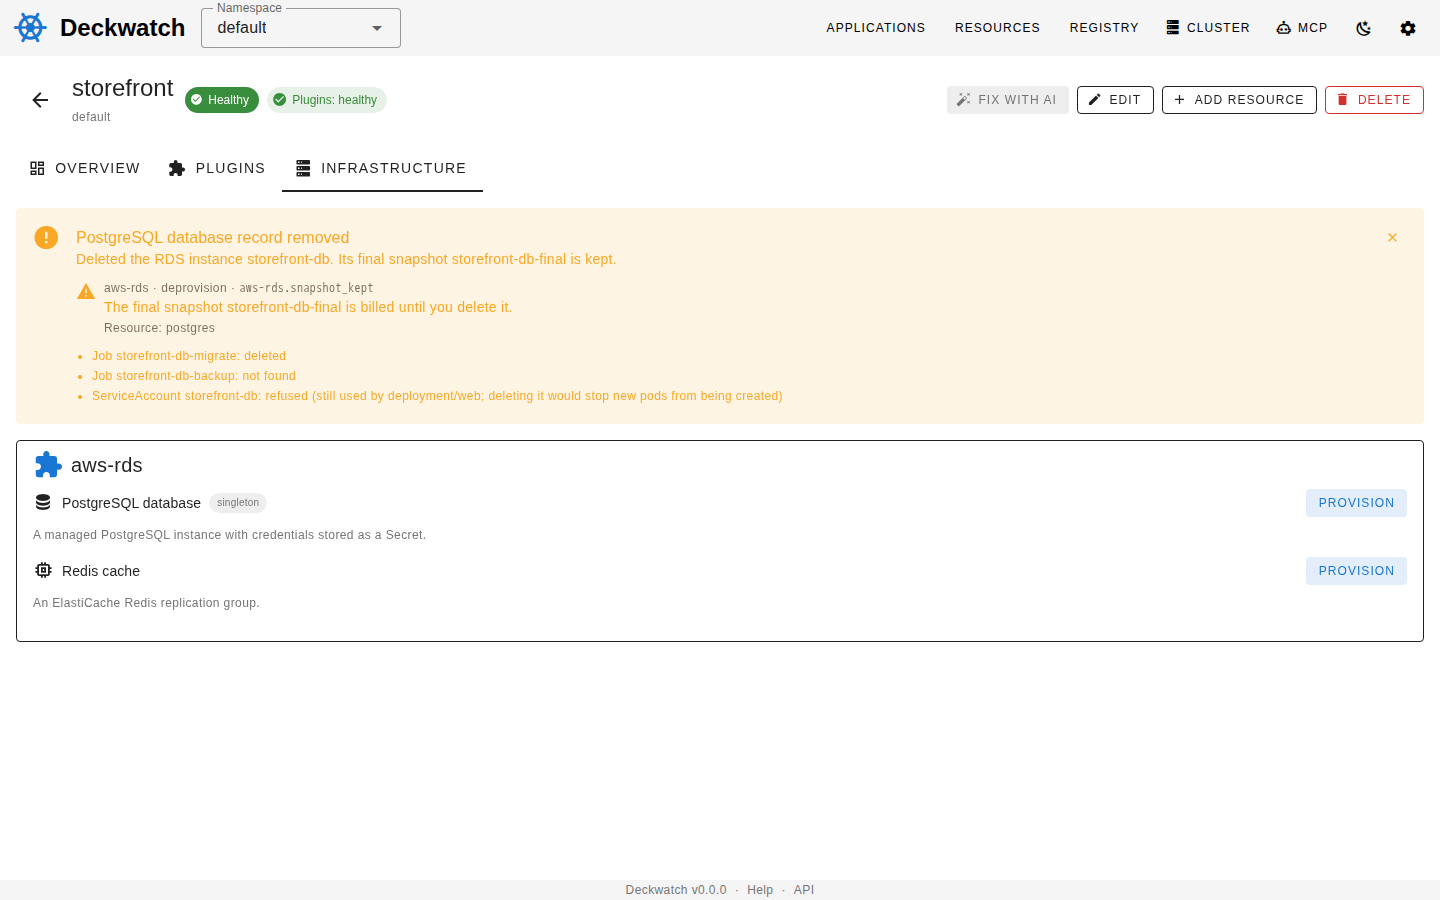 Deckwatch
Namespace
default
APPLICATIONS
RESOURCES
REGISTRY
CLUSTER
MCP
storefront
default
Healthy
Plugins: healthy
FIX WITH AI
EDIT
ADD RESOURCE
DELETE
OVERVIEW
PLUGINS
INFRASTRUCTURE
PostgreSQL database record removed
Deleted the RDS instance storefront-db. Its final snapshot storefront-db-final is kept.
aws-rds · deprovision · aws-rds.snapshot_kept
The final snapshot storefront-db-final is billed until you delete it.
Resource: postgres
• Job storefront-db-migrate: deleted
• Job storefront-db-backup: not found
• ServiceAccount storefront-db: refused (still used by deployment/web; deleting it would stop new pods from being created)
aws-rds
PostgreSQL database singleton
PROVISION
A managed PostgreSQL instance with credentials stored as a Secret.
Redis cache
PROVISION
An ElastiCache Redis replication group.
Deckwatch v0.0.0 · Help · API